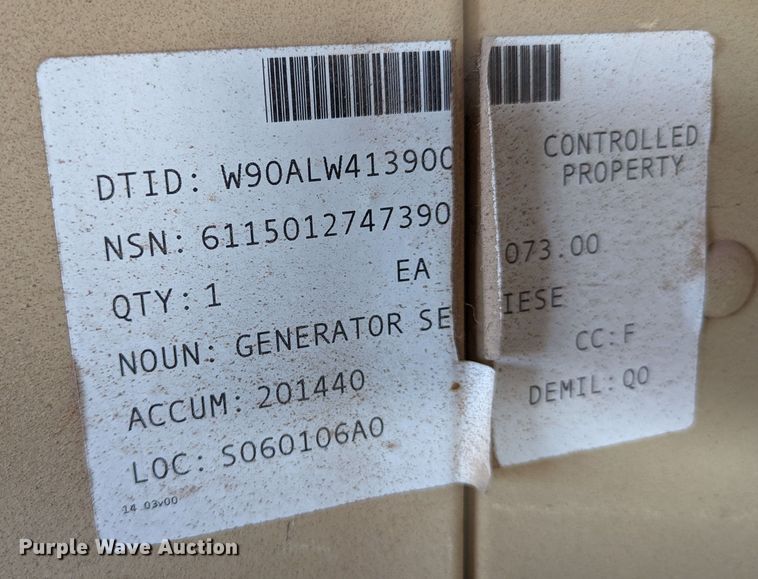 CONTROLLED
PROPERTY
DTID: W90ALW413900
NSN: 6115012747390
073.00
QTY: 1 EA
NOUN: GENERATOR SE IESE
CC: F
ACCUM: 201440
DEMIL: Q0
LOC: S060106A0
14 03v00
Purple Wave Auction